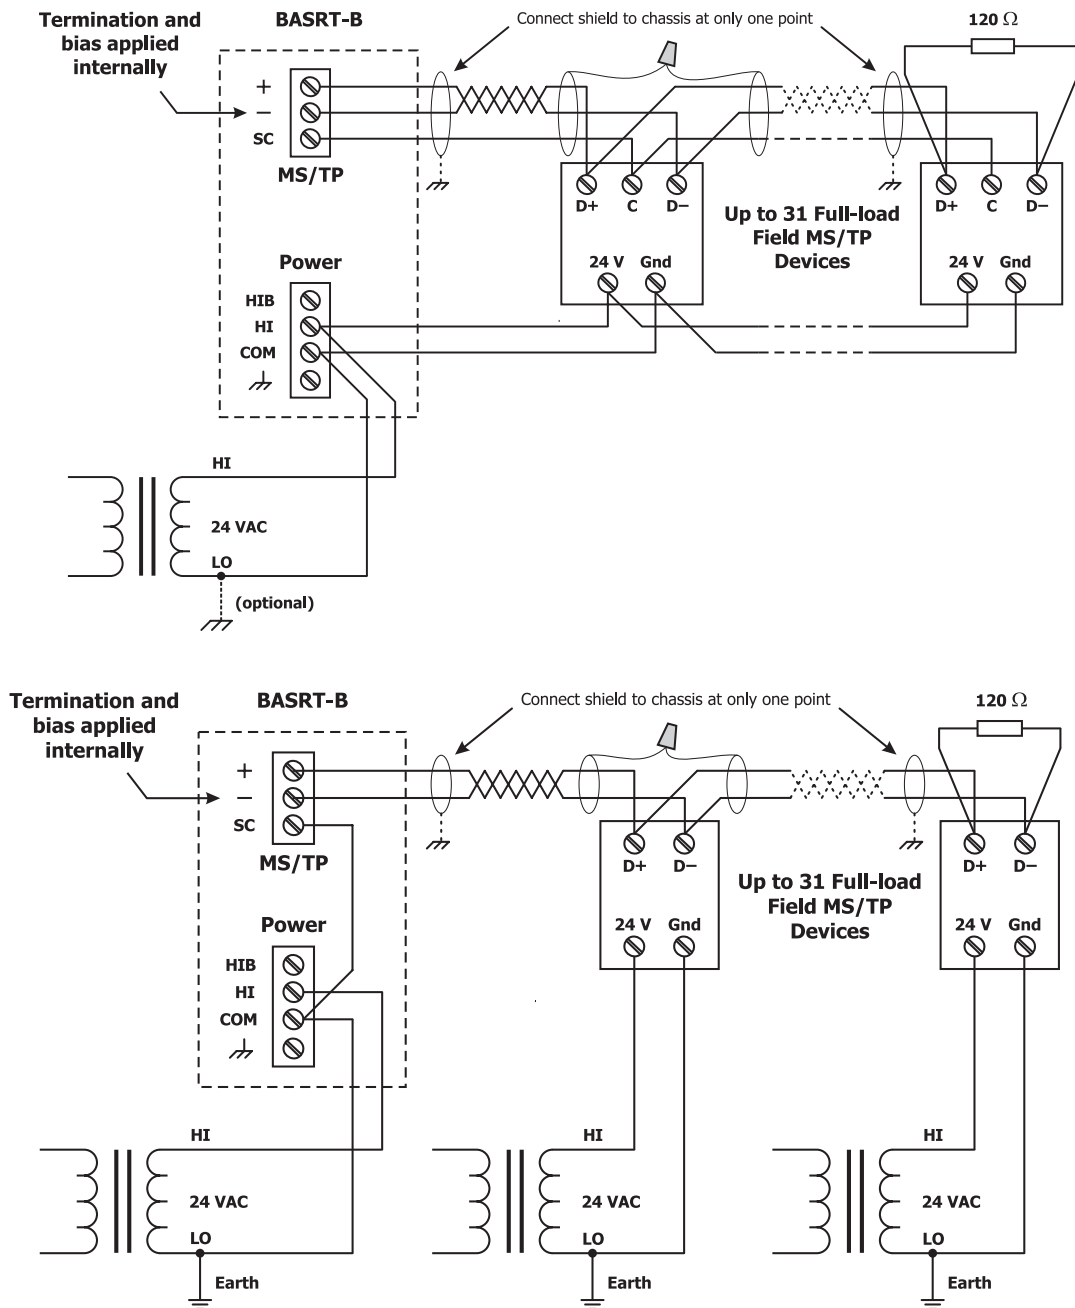 Termination and
bias applied
internally
BASRT-B
Connect shield to chassis at only one point
120 Ω
+
−
SC
MS/TP
D+
C
D−
Up to 31 Full-load
Field MS/TP
Devices
D+
C
D−
Power
24 V
Gnd
24 V
Gnd
HIB
HI
COM
HI
24 VAC
LO
(optional)
Termination and
bias applied
internally
BASRT-B
Connect shield to chassis at only one point
120 Ω
+
−
SC
MS/TP
D+
D−
Up to 31 Full-load
Field MS/TP
Devices
D+
D−
Power
24 V
Gnd
24 V
Gnd
HIB
HI
COM
HI
24 VAC
LO
Earth
HI
24 VAC
LO
Earth
HI
24 VAC
LO
Earth